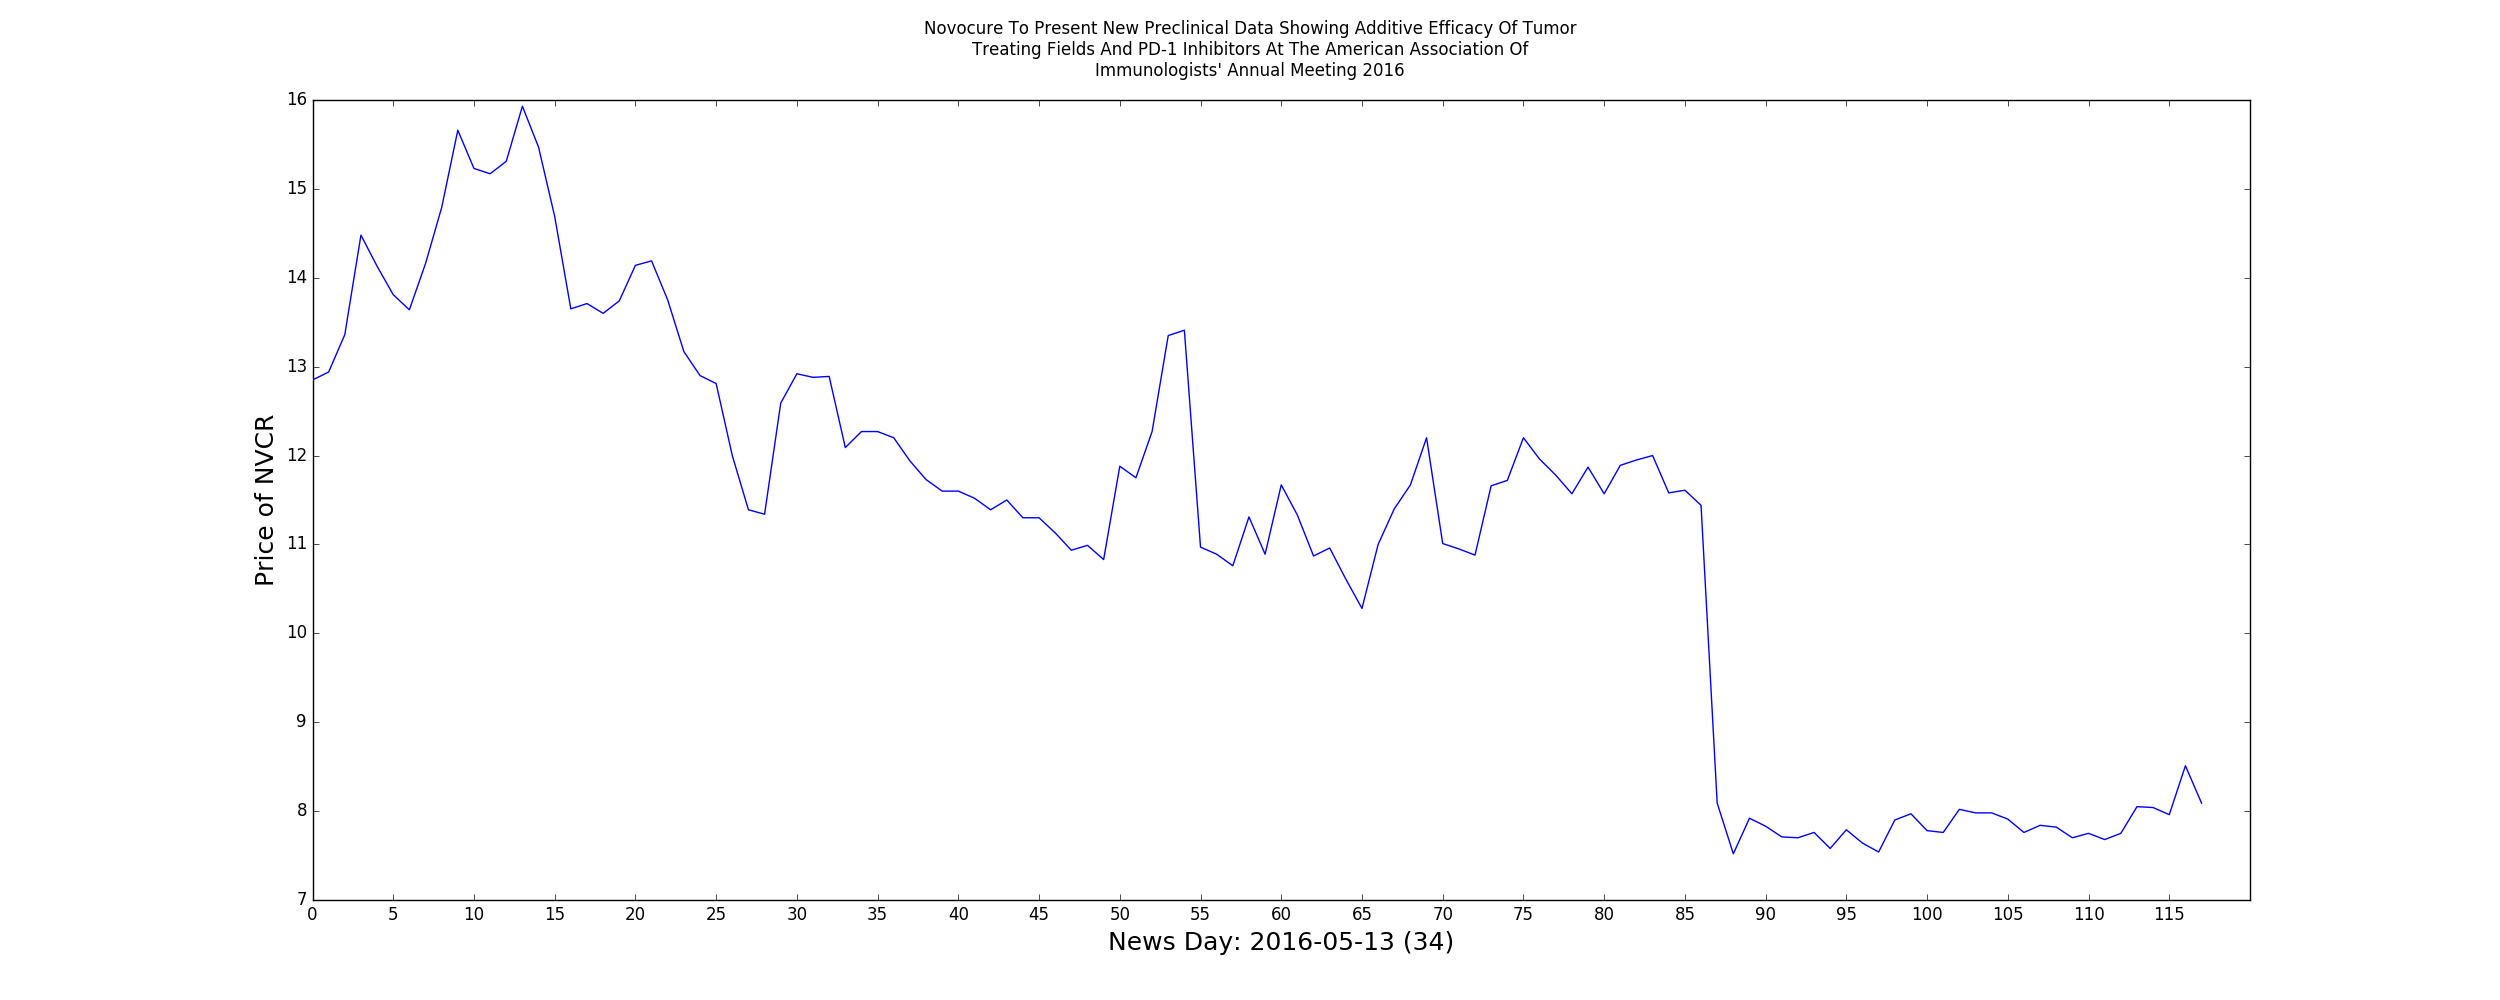 Novocure To Present New Preclinical Data Showing Additive Efficacy Of Tumor
Treating Fields And PD-1 Inhibitors At The American Association Of
Immunologists' Annual Meeting 2016
16
15
14
13
12
11
10
9
8
7
Price of NVCR
0 5 10 15 20 25 30 35 40 45 50 55 60 65 70 75 80 85 90 95 100 105 110 115
News Day: 2016-05-13 (34)